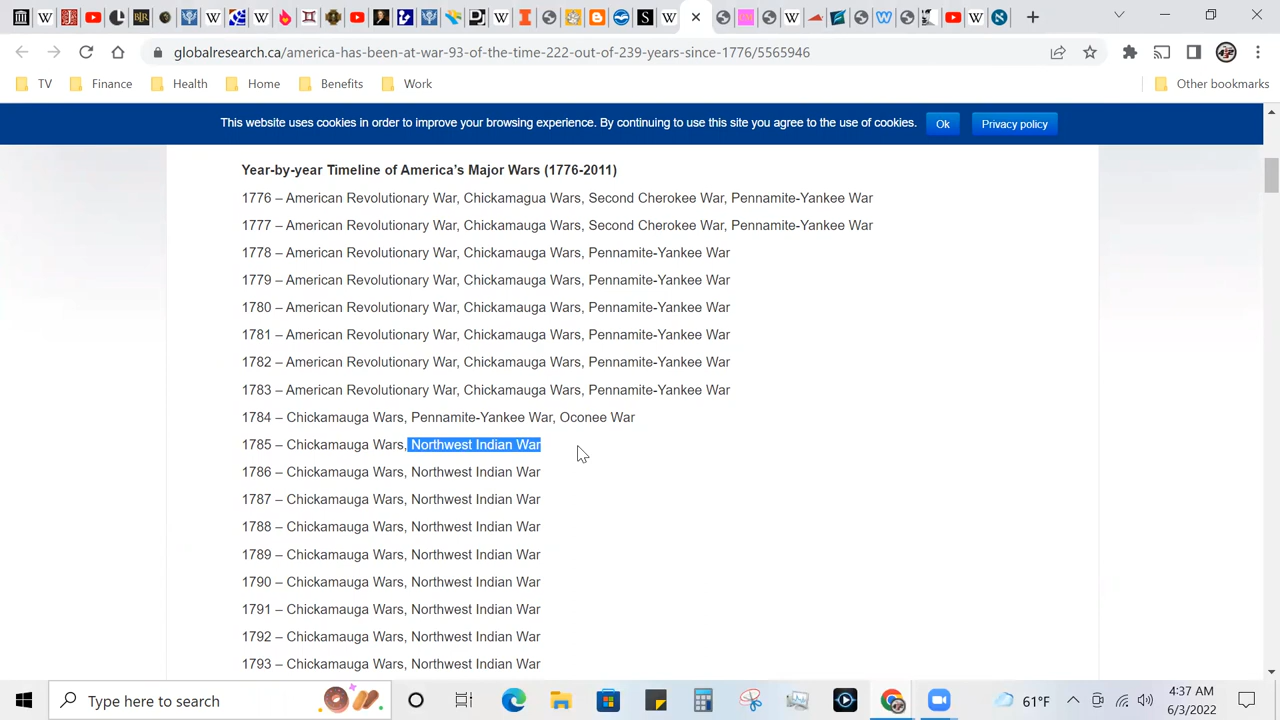 globalresearch.ca/america-has-been-at-war-93-of-the-time-222-out-of-239-years-since-1776/5565946
TV Finance Health Home Benefits Work Other bookmarks
This website uses cookies in order to improve your browsing experience. By continuing to use this site you agree to the use of cookies. Ok Privacy policy
Year-by-year Timeline of America’s Major Wars (1776-2011)
1776 – American Revolutionary War, Chickamagua Wars, Second Cherokee War, Pennamite-Yankee War
1777 – American Revolutionary War, Chickamauga Wars, Second Cherokee War, Pennamite-Yankee War
1778 – American Revolutionary War, Chickamauga Wars, Pennamite-Yankee War
1779 – American Revolutionary War, Chickamauga Wars, Pennamite-Yankee War
1780 – American Revolutionary War, Chickamauga Wars, Pennamite-Yankee War
1781 – American Revolutionary War, Chickamauga Wars, Pennamite-Yankee War
1782 – American Revolutionary War, Chickamauga Wars, Pennamite-Yankee War
1783 – American Revolutionary War, Chickamauga Wars, Pennamite-Yankee War
1784 – Chickamauga Wars, Pennamite-Yankee War, Oconee War
1785 – Chickamauga Wars, Northwest Indian War
1786 – Chickamauga Wars, Northwest Indian War
1787 – Chickamauga Wars, Northwest Indian War
1788 – Chickamauga Wars, Northwest Indian War
1789 – Chickamauga Wars, Northwest Indian War
1790 – Chickamauga Wars, Northwest Indian War
1791 – Chickamauga Wars, Northwest Indian War
1792 – Chickamauga Wars, Northwest Indian War
1793 – Chickamauga Wars, Northwest Indian War
Type here to search
61°F
4:37 AM
6/3/2022